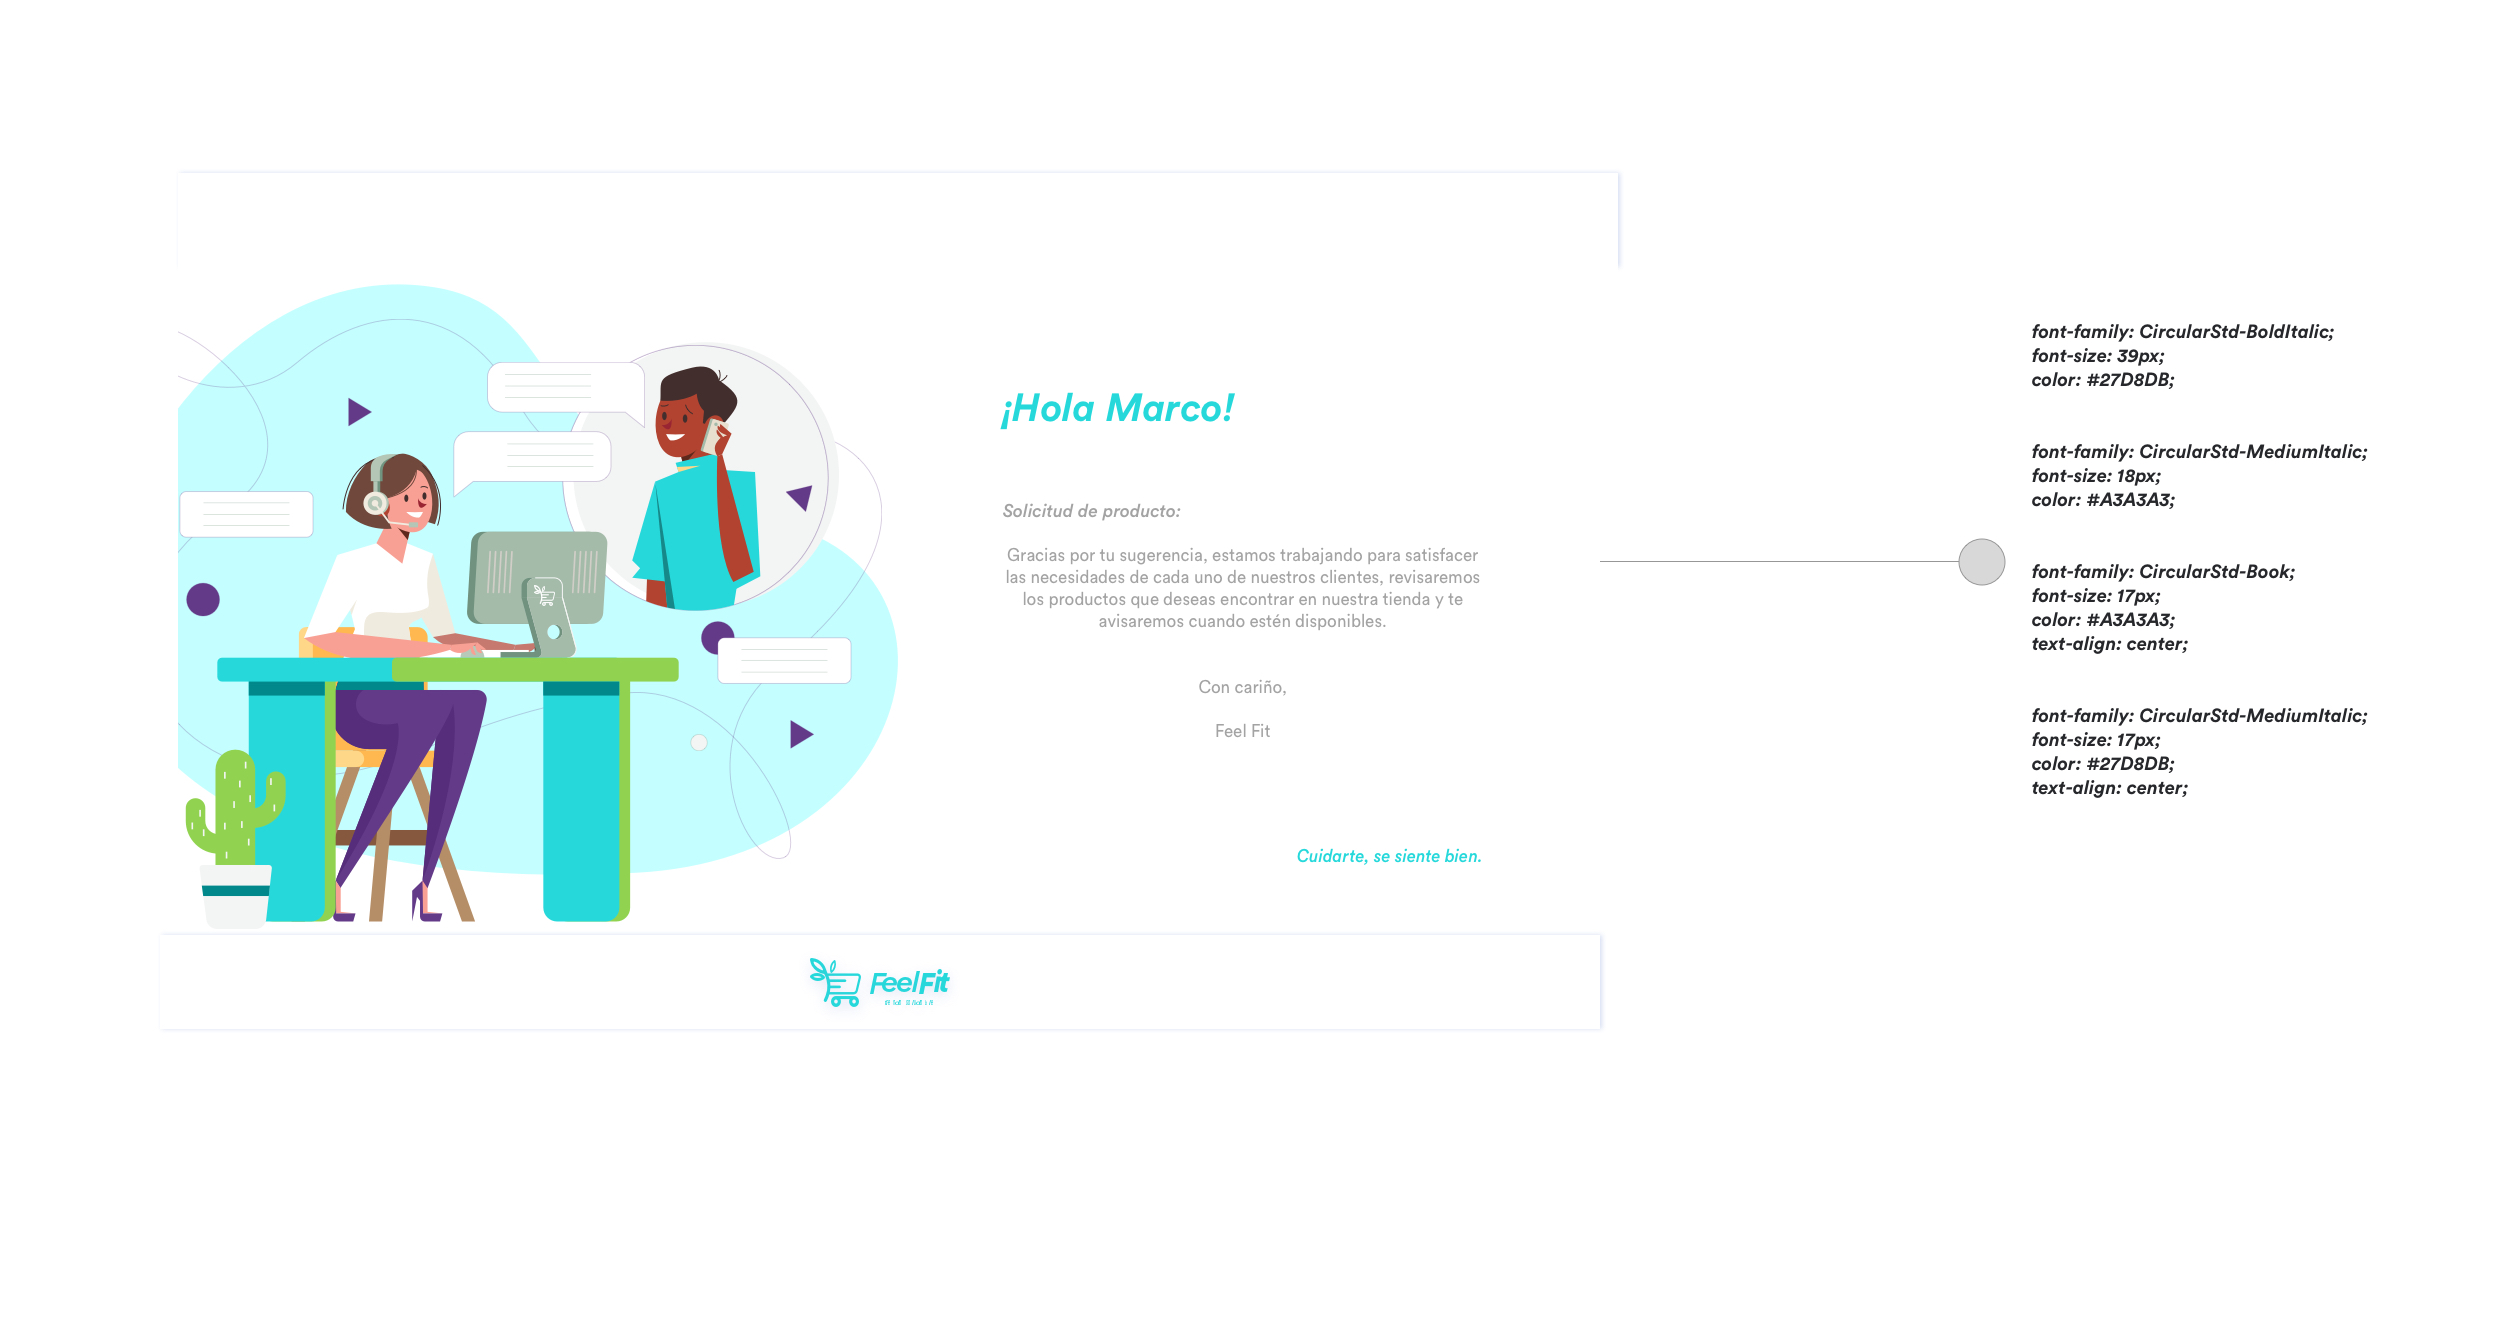 ¡Hola Marco!
Solicitud de producto:
Gracias por tu sugerencia, estamos trabajando para satisfacer
las necesidades de cada uno de nuestros clientes, revisaremos
los productos que deseas encontrar en nuestra tienda y te
avisaremos cuando estén disponibles.
Con cariño,
Feel Fit
Cuidarte, se siente bien.
FeelFit
font-family: CircularStd-BoldItalic;
font-size: 39px;
color: #27D8DB;
font-family: CircularStd-MediumItalic;
font-size: 18px;
color: #A3A3A3;
font-family: CircularStd-Book;
font-size: 17px;
color: #A3A3A3;
text-align: center;
font-family: CircularStd-MediumItalic;
font-size: 17px;
color: #27D8DB;
text-align: center;